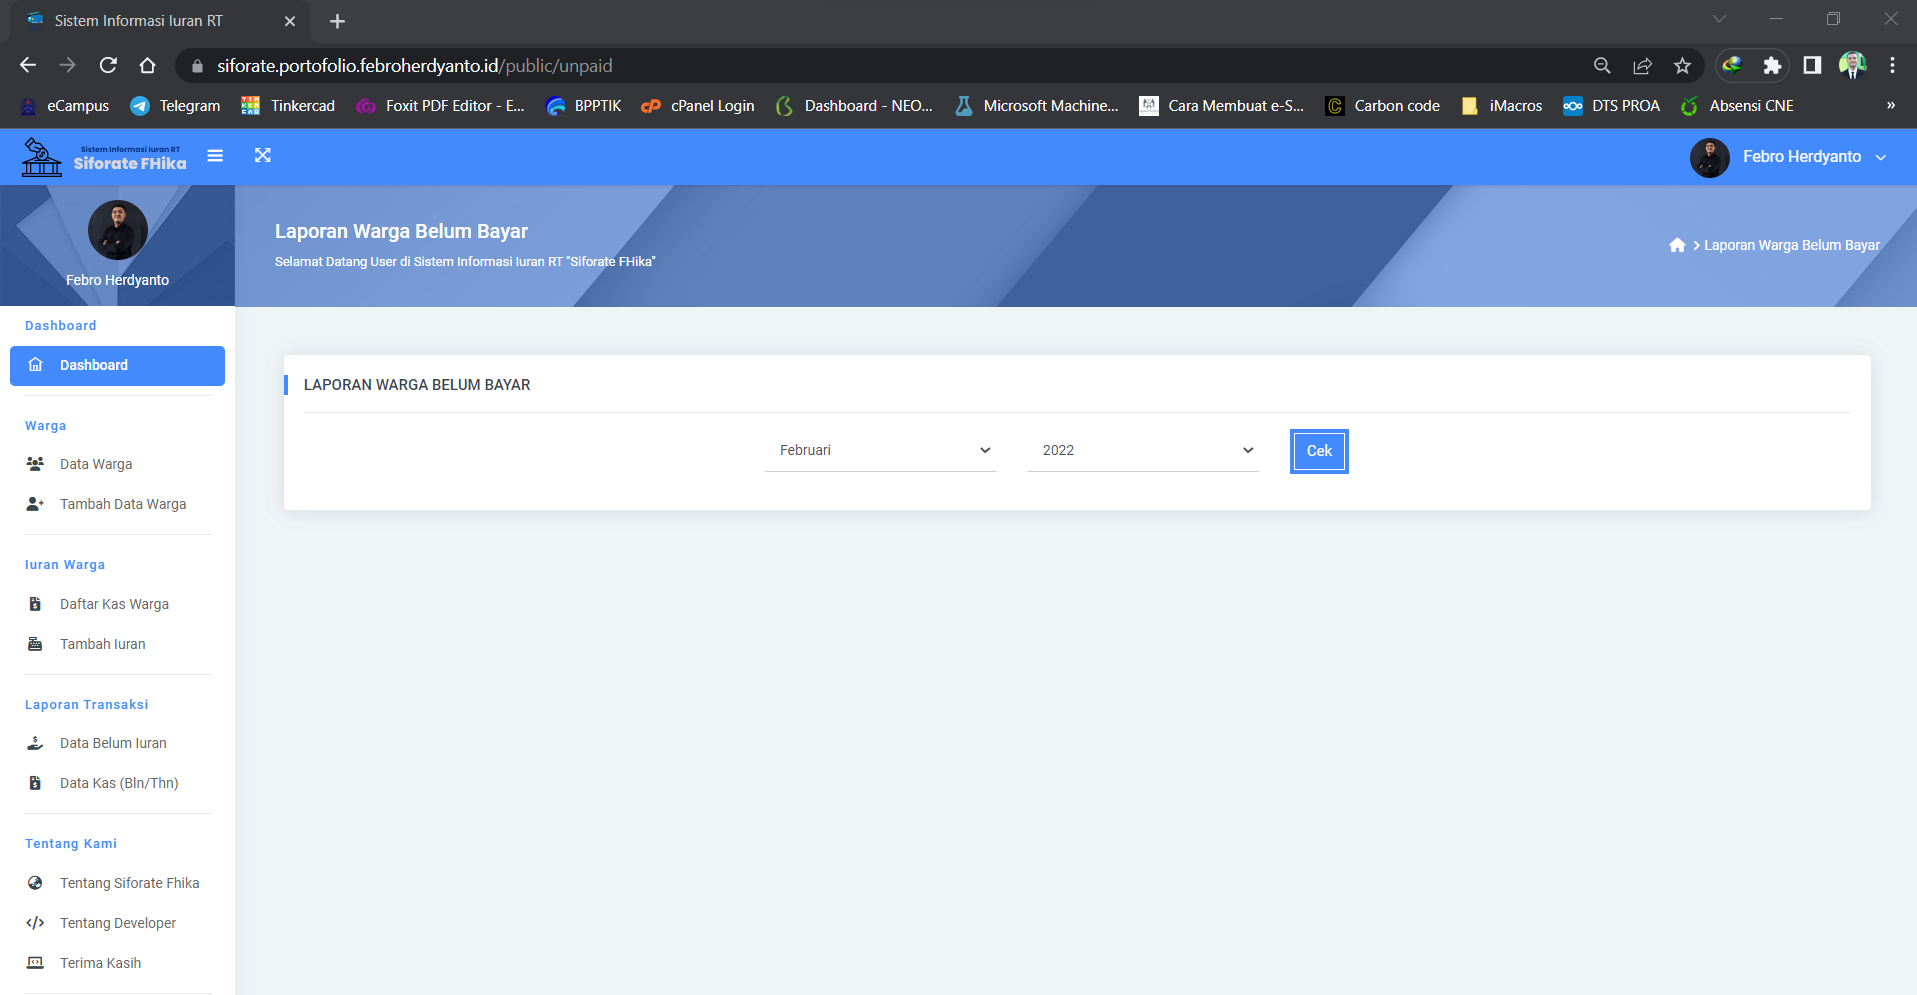 Sistem Informasi Iuran RT
siforate.portofolio.febroherdyanto.id/public/unpaid
eCampus Telegram Tinkercad Foxit PDF Editor - E... BPPTIK cPanel Login Dashboard - NEO... Microsoft Machine... Cara Membuat e-S... Carbon code iMacros DTS PROA Absensi CNE »
Sistem Informasi Iuran RT
Siforate FHika
Febro Herdyanto
Febro Herdyanto
Laporan Warga Belum Bayar
Selamat Datang User di Sistem Informasi Iuran RT "Siforate FHika"
Laporan Warga Belum Bayar
Dashboard
Dashboard
Warga
Data Warga
Tambah Data Warga
Iuran Warga
Daftar Kas Warga
Tambah Iuran
Laporan Transaksi
Data Belum Iuran
Data Kas (Bln/Thn)
Tentang Kami
Tentang Siforate Fhika
Tentang Developer
Terima Kasih
LAPORAN WARGA BELUM BAYAR
Februari 2022 Cek